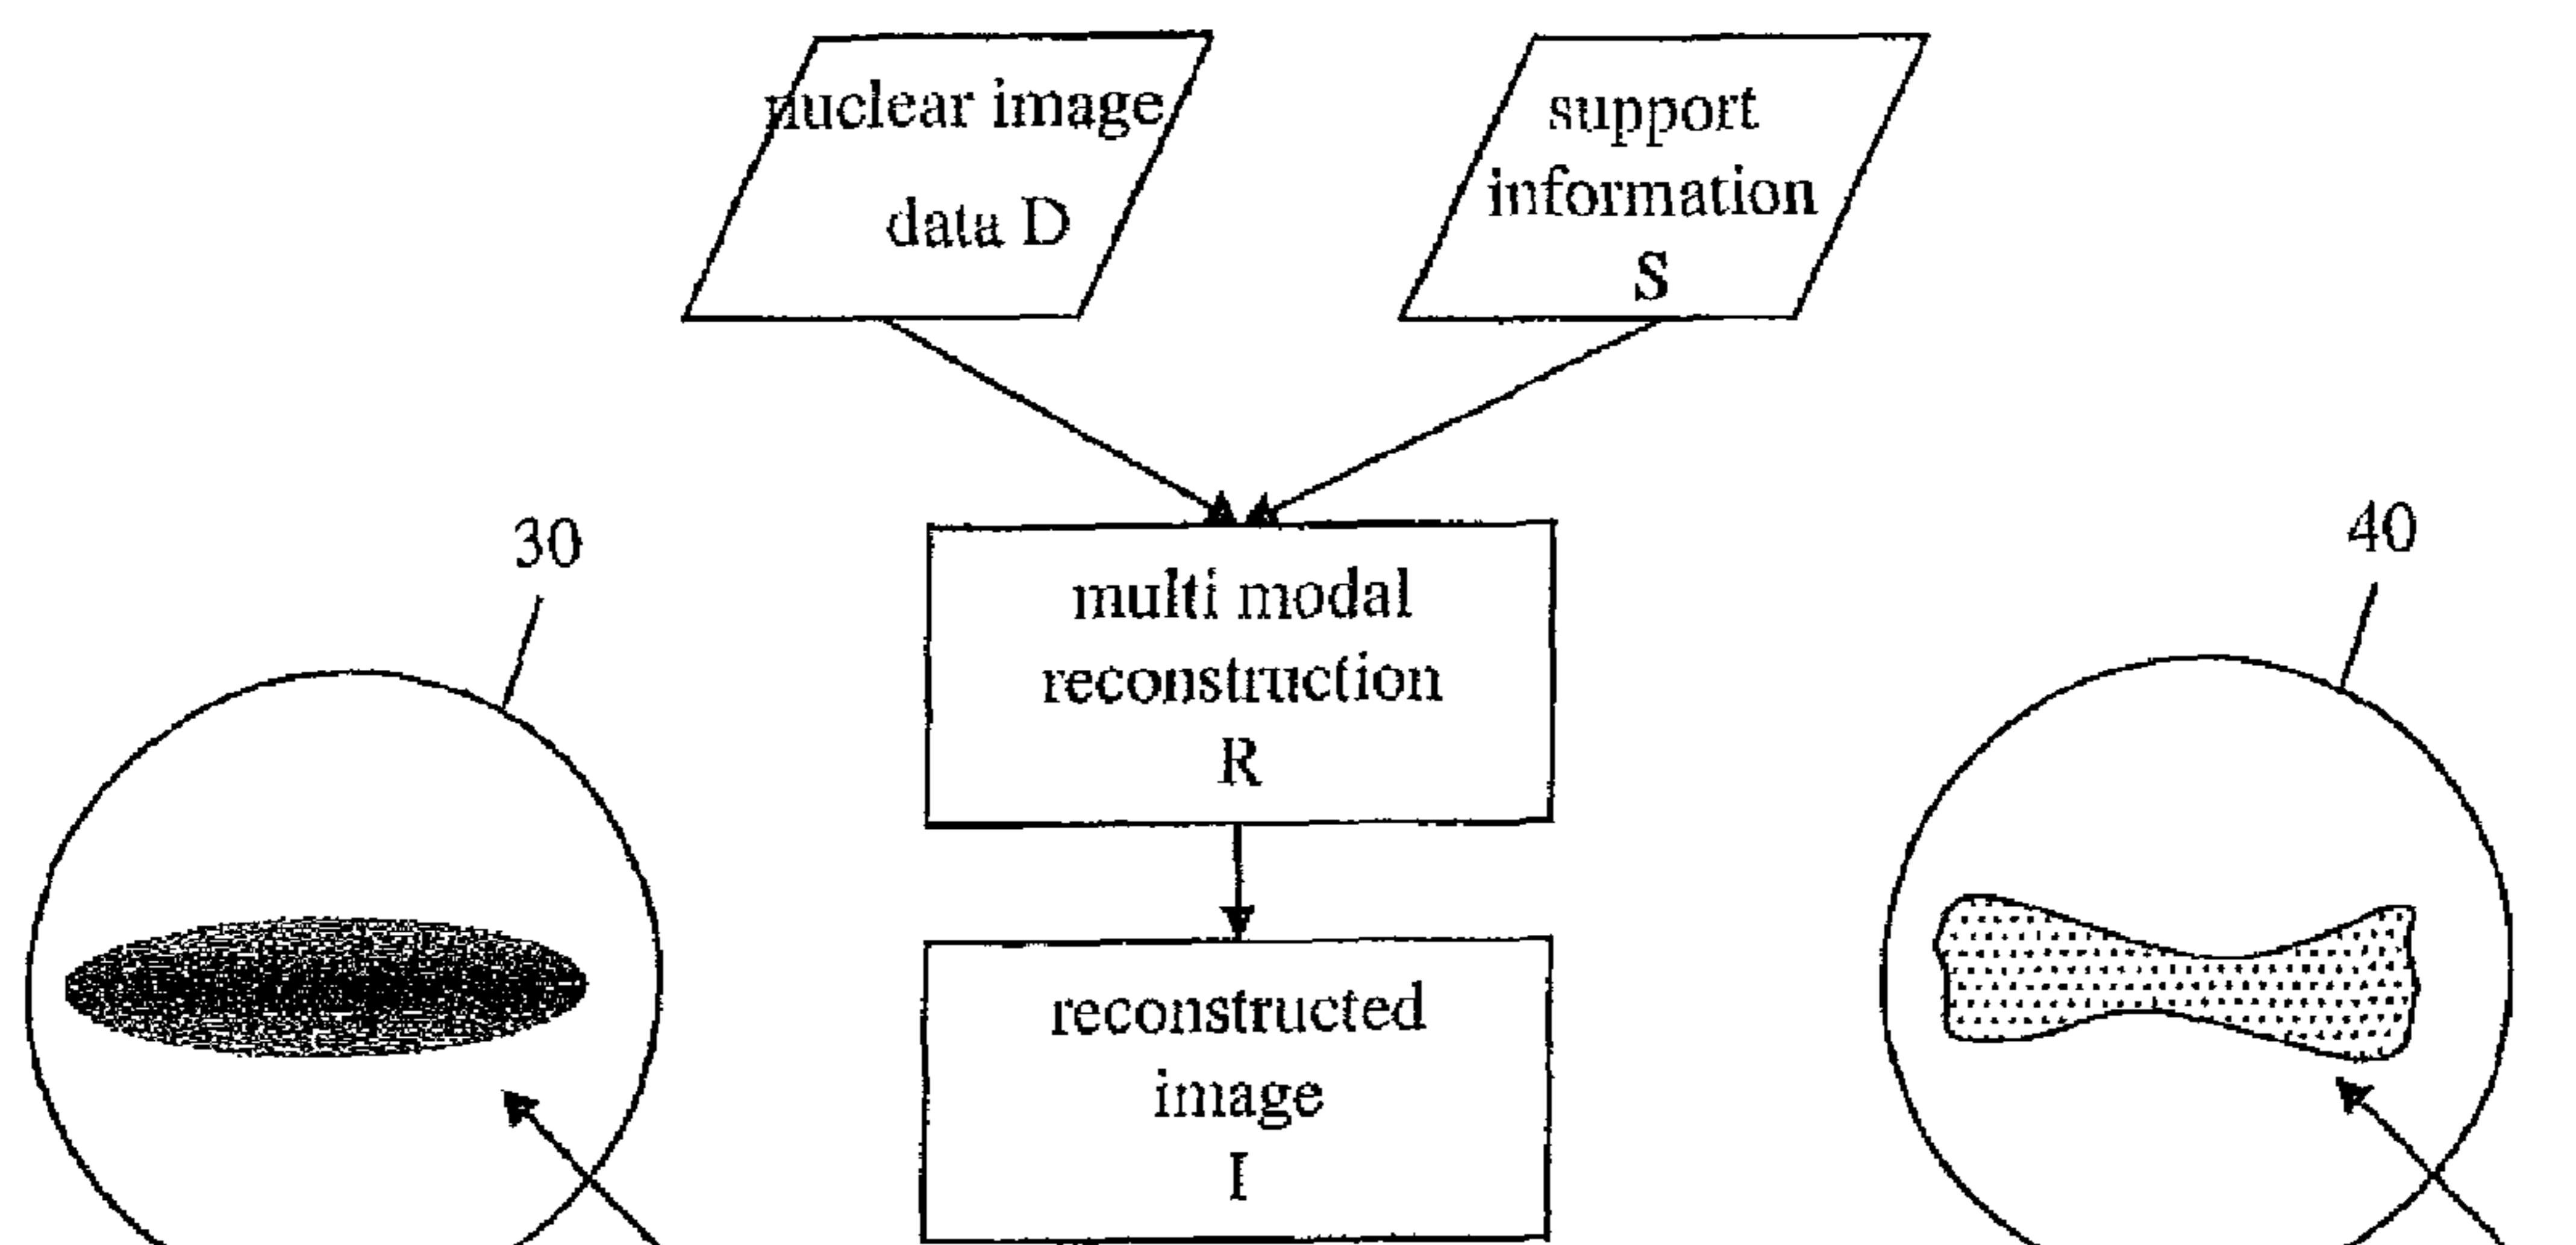 nuclear image
data D
support
information
S
30
40
multi modal
reconstruction
R
reconstructed
image
I